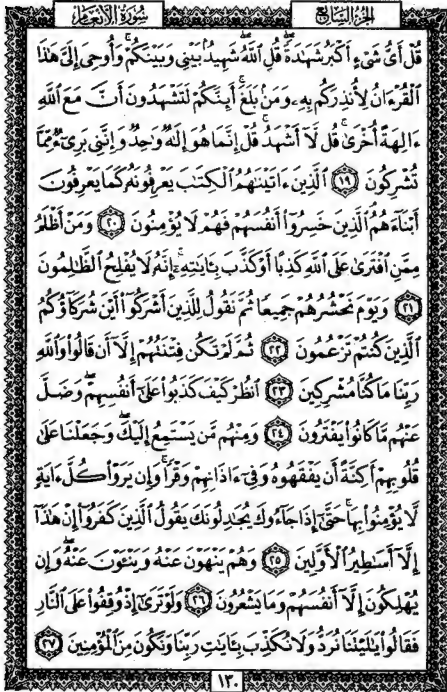 سُورَةُ الأَنْعَامِ
الجُزْءُ السَّابِعُ
قُلْ أَىُّ شَىْءٍ أَكْبَرُ شَهَٰدَةً قُلِ ٱللَّهُ شَهِيدٌۢ بَيْنِى وَبَيْنَكُمْ وَأُوحِىَ إِلَىَّ هَٰذَا
ٱلْقُرْءَانُ لِأُنذِرَكُم بِهِۦ وَمَنۢ بَلَغَ أَئِنَّكُمْ لَتَشْهَدُونَ أَنَّ مَعَ ٱللَّهِ
ءَالِهَةً أُخْرَىٰ قُل لَّآ أَشْهَدُ قُلْ إِنَّمَا هُوَ إِلَٰهٌ وَٰحِدٌ وَإِنَّنِى بَرِىٓءٌ مِّمَّا
تُشْرِكُونَ ١٩ ٱلَّذِينَ ءَاتَيْنَٰهُمُ ٱلْكِتَٰبَ يَعْرِفُونَهُۥ كَمَا يَعْرِفُونَ
أَبْنَآءَهُمُ ٱلَّذِينَ خَسِرُوٓا۟ أَنفُسَهُمْ فَهُمْ لَا يُؤْمِنُونَ ٢٠ وَمَنْ أَظْلَمُ
مِمَّنِ ٱفْتَرَىٰ عَلَى ٱللَّهِ كَذِبًا أَوْ كَذَّبَ بِـَٔايَٰتِهِۦٓ إِنَّهُۥ لَا يُفْلِحُ ٱلظَّٰلِمُونَ
٢١ وَيَوْمَ نَحْشُرُهُمْ جَمِيعًا ثُمَّ نَقُولُ لِلَّذِينَ أَشْرَكُوٓا۟ أَيْنَ شُرَكَآؤُكُمُ
ٱلَّذِينَ كُنتُمْ تَزْعُمُونَ ٢٢ ثُمَّ لَمْ تَكُن فِتْنَتُهُمْ إِلَّآ أَن قَالُوا۟ وَٱللَّهِ
رَبِّنَا مَا كُنَّا مُشْرِكِينَ ٢٣ ٱنظُرْ كَيْفَ كَذَبُوا۟ عَلَىٰٓ أَنفُسِهِمْ وَضَلَّ
عَنْهُم مَّا كَانُوا۟ يَفْتَرُونَ ٢٤ وَمِنْهُم مَّن يَسْتَمِعُ إِلَيْكَ وَجَعَلْنَا عَلَىٰ
قُلُوبِهِمْ أَكِنَّةً أَن يَفْقَهُوهُ وَفِىٓ ءَاذَانِهِمْ وَقْرًا وَإِن يَرَوْا۟ كُلَّ ءَايَةٍ
لَّا يُؤْمِنُوا۟ بِهَا حَتَّىٰٓ إِذَا جَآءُوكَ يُجَٰدِلُونَكَ يَقُولُ ٱلَّذِينَ كَفَرُوٓا۟ إِنْ هَٰذَآ
إِلَّآ أَسَٰطِيرُ ٱلْأَوَّلِينَ ٢٥ وَهُمْ يَنْهَوْنَ عَنْهُ وَيَنْـَٔوْنَ عَنْهُ وَإِن
يُهْلِكُونَ إِلَّآ أَنفُسَهُمْ وَمَا يَشْعُرُونَ ٢٦ وَلَوْ تَرَىٰٓ إِذْ وُقِفُوا۟ عَلَى ٱلنَّارِ
فَقَالُوا۟ يَٰلَيْتَنَا نُرَدُّ وَلَا نُكَذِّبَ بِـَٔايَٰتِ رَبِّنَا وَنَكُونَ مِنَ ٱلْمُؤْمِنِينَ ٢٧
١٣٠